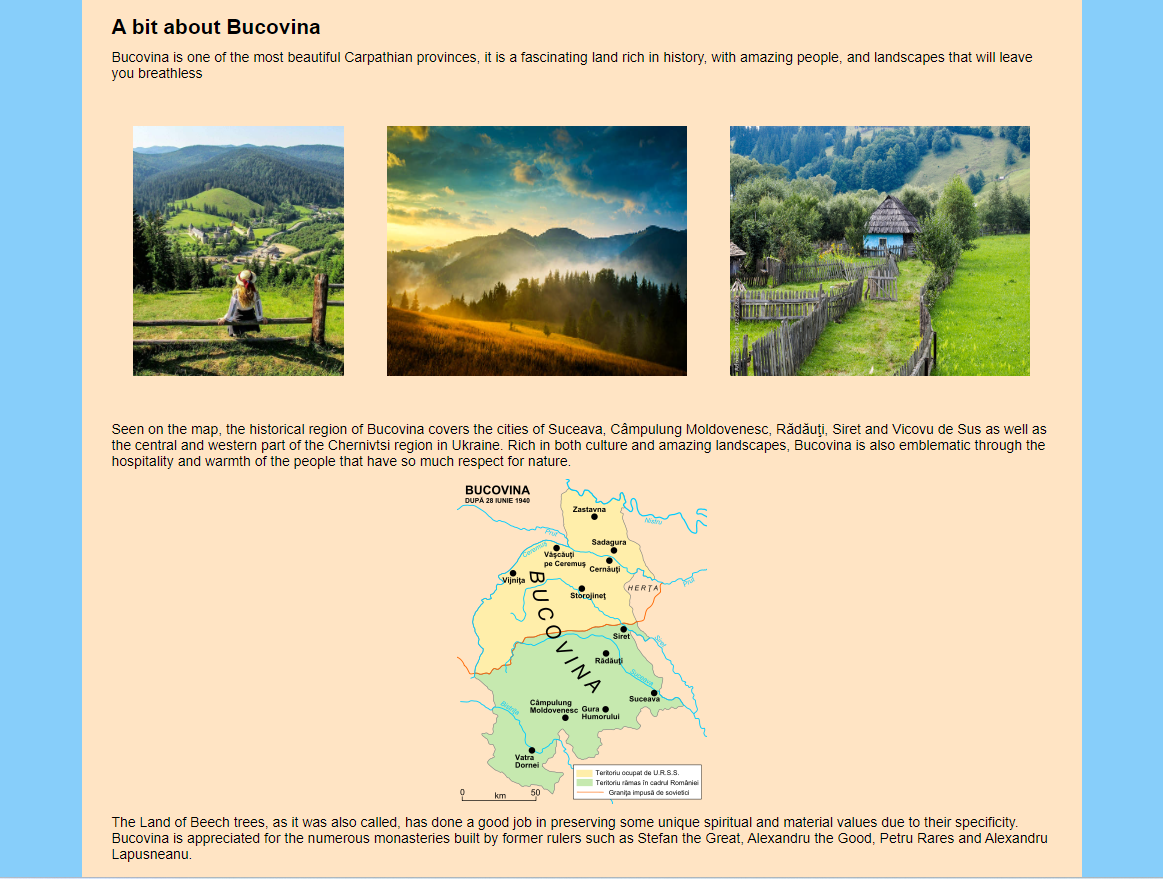 A bit about Bucovina
Bucovina is one of the most beautiful Carpathian provinces, it is a fascinating land rich in history, with amazing people, and landscapes that will leave
you breathless
Seen on the map, the historical region of Bucovina covers the cities of Suceava, Câmpulung Moldovenesc, Rădăuţi, Siret and Vicovu de Sus as well as
the central and western part of the Chernivtsi region in Ukraine. Rich in both culture and amazing landscapes, Bucovina is also emblematic through the
hospitality and warmth of the people that have so much respect for nature.
BUCOVINA
DUPĂ 28 IUNIE 1940
Zastavna
Nistru
Prut
Sadagura
Ceremuş
Văşcăuţi
pe Ceremuş
Cernăuţi
Vijniţa
Prut
HERŢA
Storojineţ
BUCOVINA
Siret
Siret
Rădăuţi
Suceava
Suceava
Câmpulung
Moldovenesc
Gura
Humorului
Bistriţa
Vatra
Dornei
Teritoriu ocupat de U.R.S.S.
Teritoriu rămas în cadrul României
Graniţa impusă de sovietici
0 km 50
The Land of Beech trees, as it was also called, has done a good job in preserving some unique spiritual and material values due to their specificity.
Bucovina is appreciated for the numerous monasteries built by former rulers such as Stefan the Great, Alexandru the Good, Petru Rares and Alexandru
Lapusneanu.